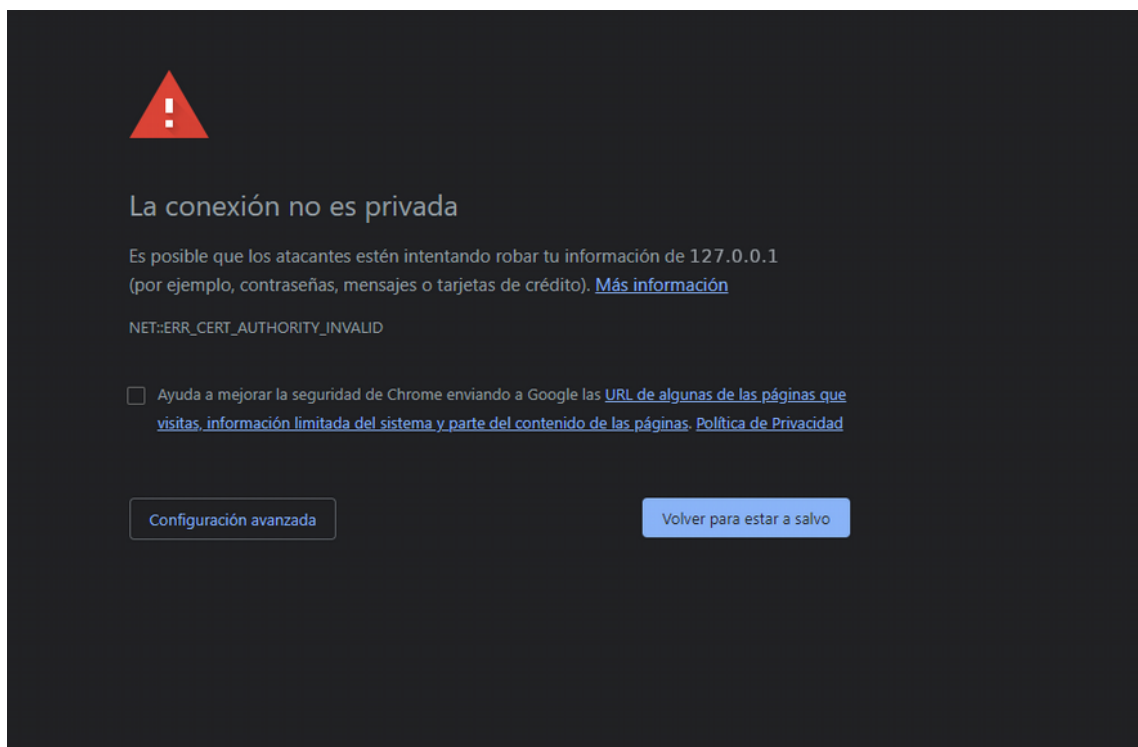 La conexión no es privada
Es posible que los atacantes estén intentando robar tu información de 127.0.0.1
(por ejemplo, contraseñas, mensajes o tarjetas de crédito). Más información
NET::ERR_CERT_AUTHORITY_INVALID
Ayuda a mejorar la seguridad de Chrome enviando a Google las URL de algunas de las páginas que
visitas, información limitada del sistema y parte del contenido de las páginas. Política de Privacidad
Configuración avanzada
Volver para estar a salvo